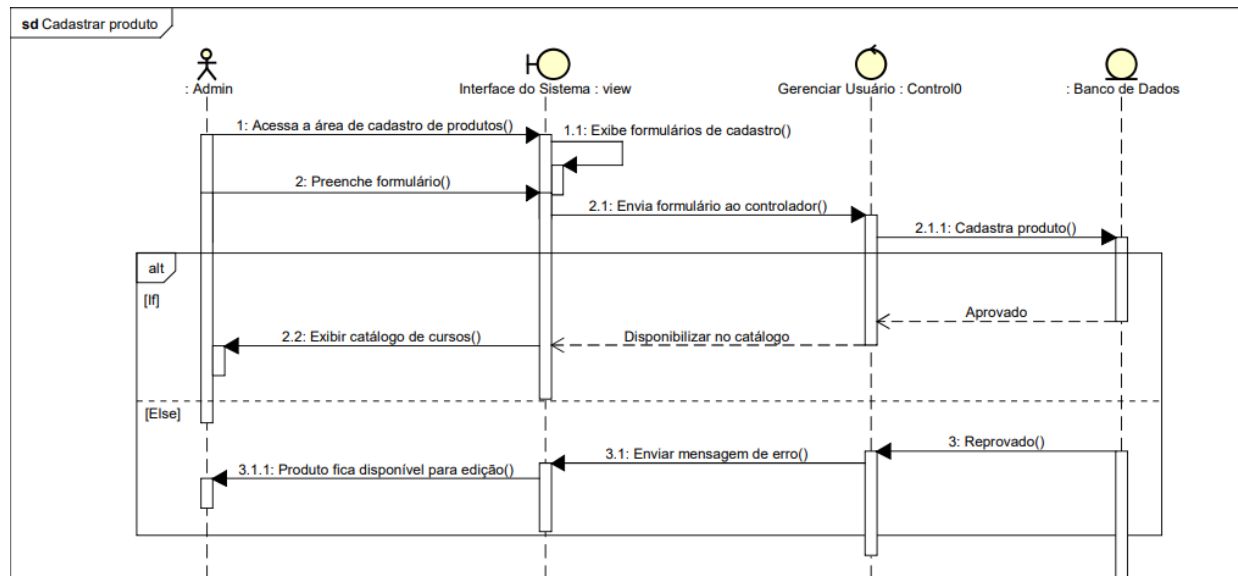 sd Cadastrar produto
: Admin
Interface do Sistema : view
Gerenciar Usuário : Control0
: Banco de Dados
1: Acessa a área de cadastro de produtos()
1.1: Exibe formulários de cadastro()
2: Preenche formulário()
2.1: Envia formulário ao controlador()
2.1.1: Cadastra produto()
alt
[If]
Aprovado
Disponibilizar no catálogo
2.2: Exibir catálogo de cursos()
[Else]
3: Reprovado()
3.1: Enviar mensagem de erro()
3.1.1: Produto fica disponível para edição()